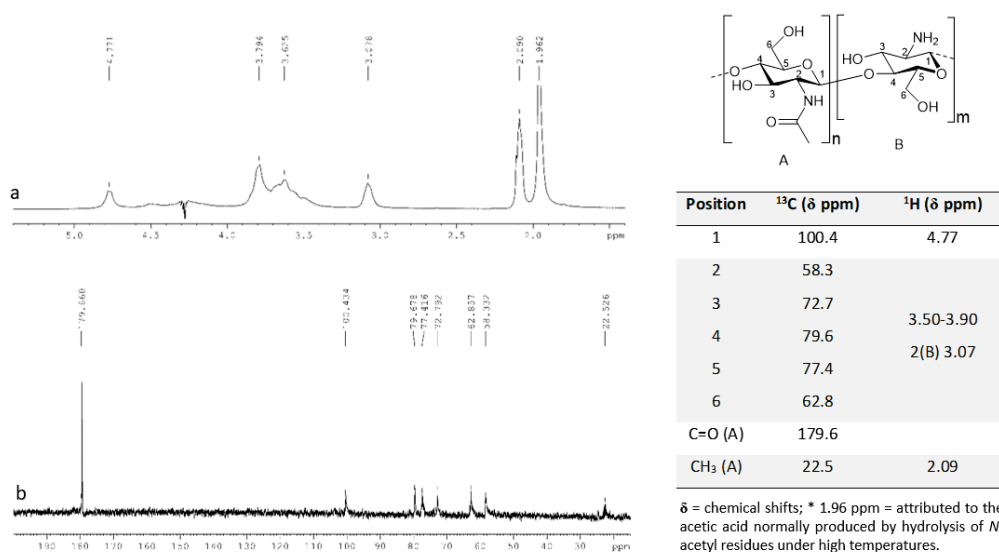 4.771
3.794
3.625
3.078
2.090
1.962
a
5.0 4.5 4.0 3.5 3.0 2.5 2.0 ppm
179.660
100.434
79.678
77.416
72.792
62.857
58.332
22.526
b
190 180 170 160 150 140 130 120 110 100 90 80 70 60 50 40 30 ppm
OH
6
4
5
O
O
HO
3
2
1
NH
O
n
A
O
3
NH2
2
HO
1
4
5
O
6
OH
m
B
Position ¹³C (δ ppm) ¹H (δ ppm)
1 100.4 4.77
2 58.3
3 72.7
3.50-3.90
4 79.6
2(B) 3.07
5 77.4
6 62.8
C=O (A) 179.6
CH₃ (A) 22.5 2.09
δ = chemical shifts; * 1.96 ppm = attributed to the
acetic acid normally produced by hydrolysis of N
acetyl residues under high temperatures.